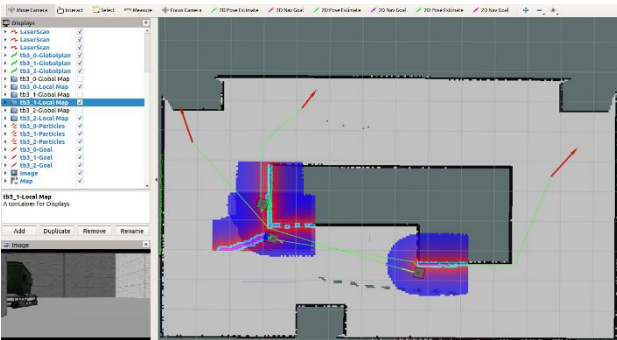 Move Camera Interact Select Measure Focus Camera 2D Pose Estimate 2D Nav Goal 2D Pose Estimate 2D Nav Goal 2D Pose Estimate 2D Nav Goal
Displays
LaserScan
LaserScan
LaserScan
tb3_0-Globalplan
tb3_1-Globalplan
tb3_2-Globalplan
tb3_0-Global Map
tb3_0-Local Map
tb3_1-Global Map
tb3_1-Local Map
tb3_2-Global Map
tb3_2-Local Map
tb3_0-Particles
tb3_1-Particles
tb3_2-Particles
tb3_0-Goal
tb3_1-Goal
tb3_2-Goal
Image
Map
tb3_1-Local Map
A container for Displays
Add Duplicate Remove Rename
Image